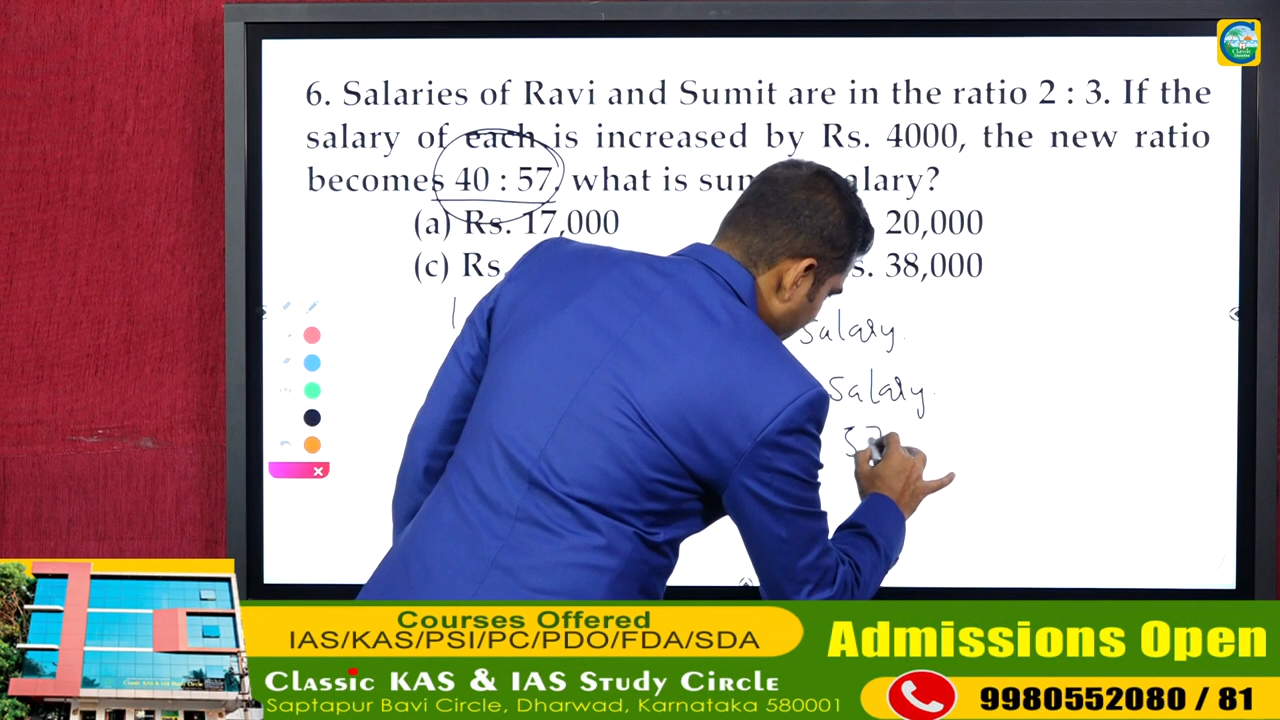 6. Salaries of Ravi and Sumit are in the ratio 2 : 3. If the
salary of each is increased by Rs. 4000, the new ratio
becomes 40 : 57, what is alary?
(a) Rs. 17,000 20,000
(c) Rs. s. 38,000
salary.
salary.
57
Courses Offered
IAS/KAS/PSI/PC/PDO/FDA/SDA
Classic KAS & IAS Study Circle
Saptapur Bavi Circle, Dharwad, Karnataka 580001
Admissions Open
9980552080 / 81